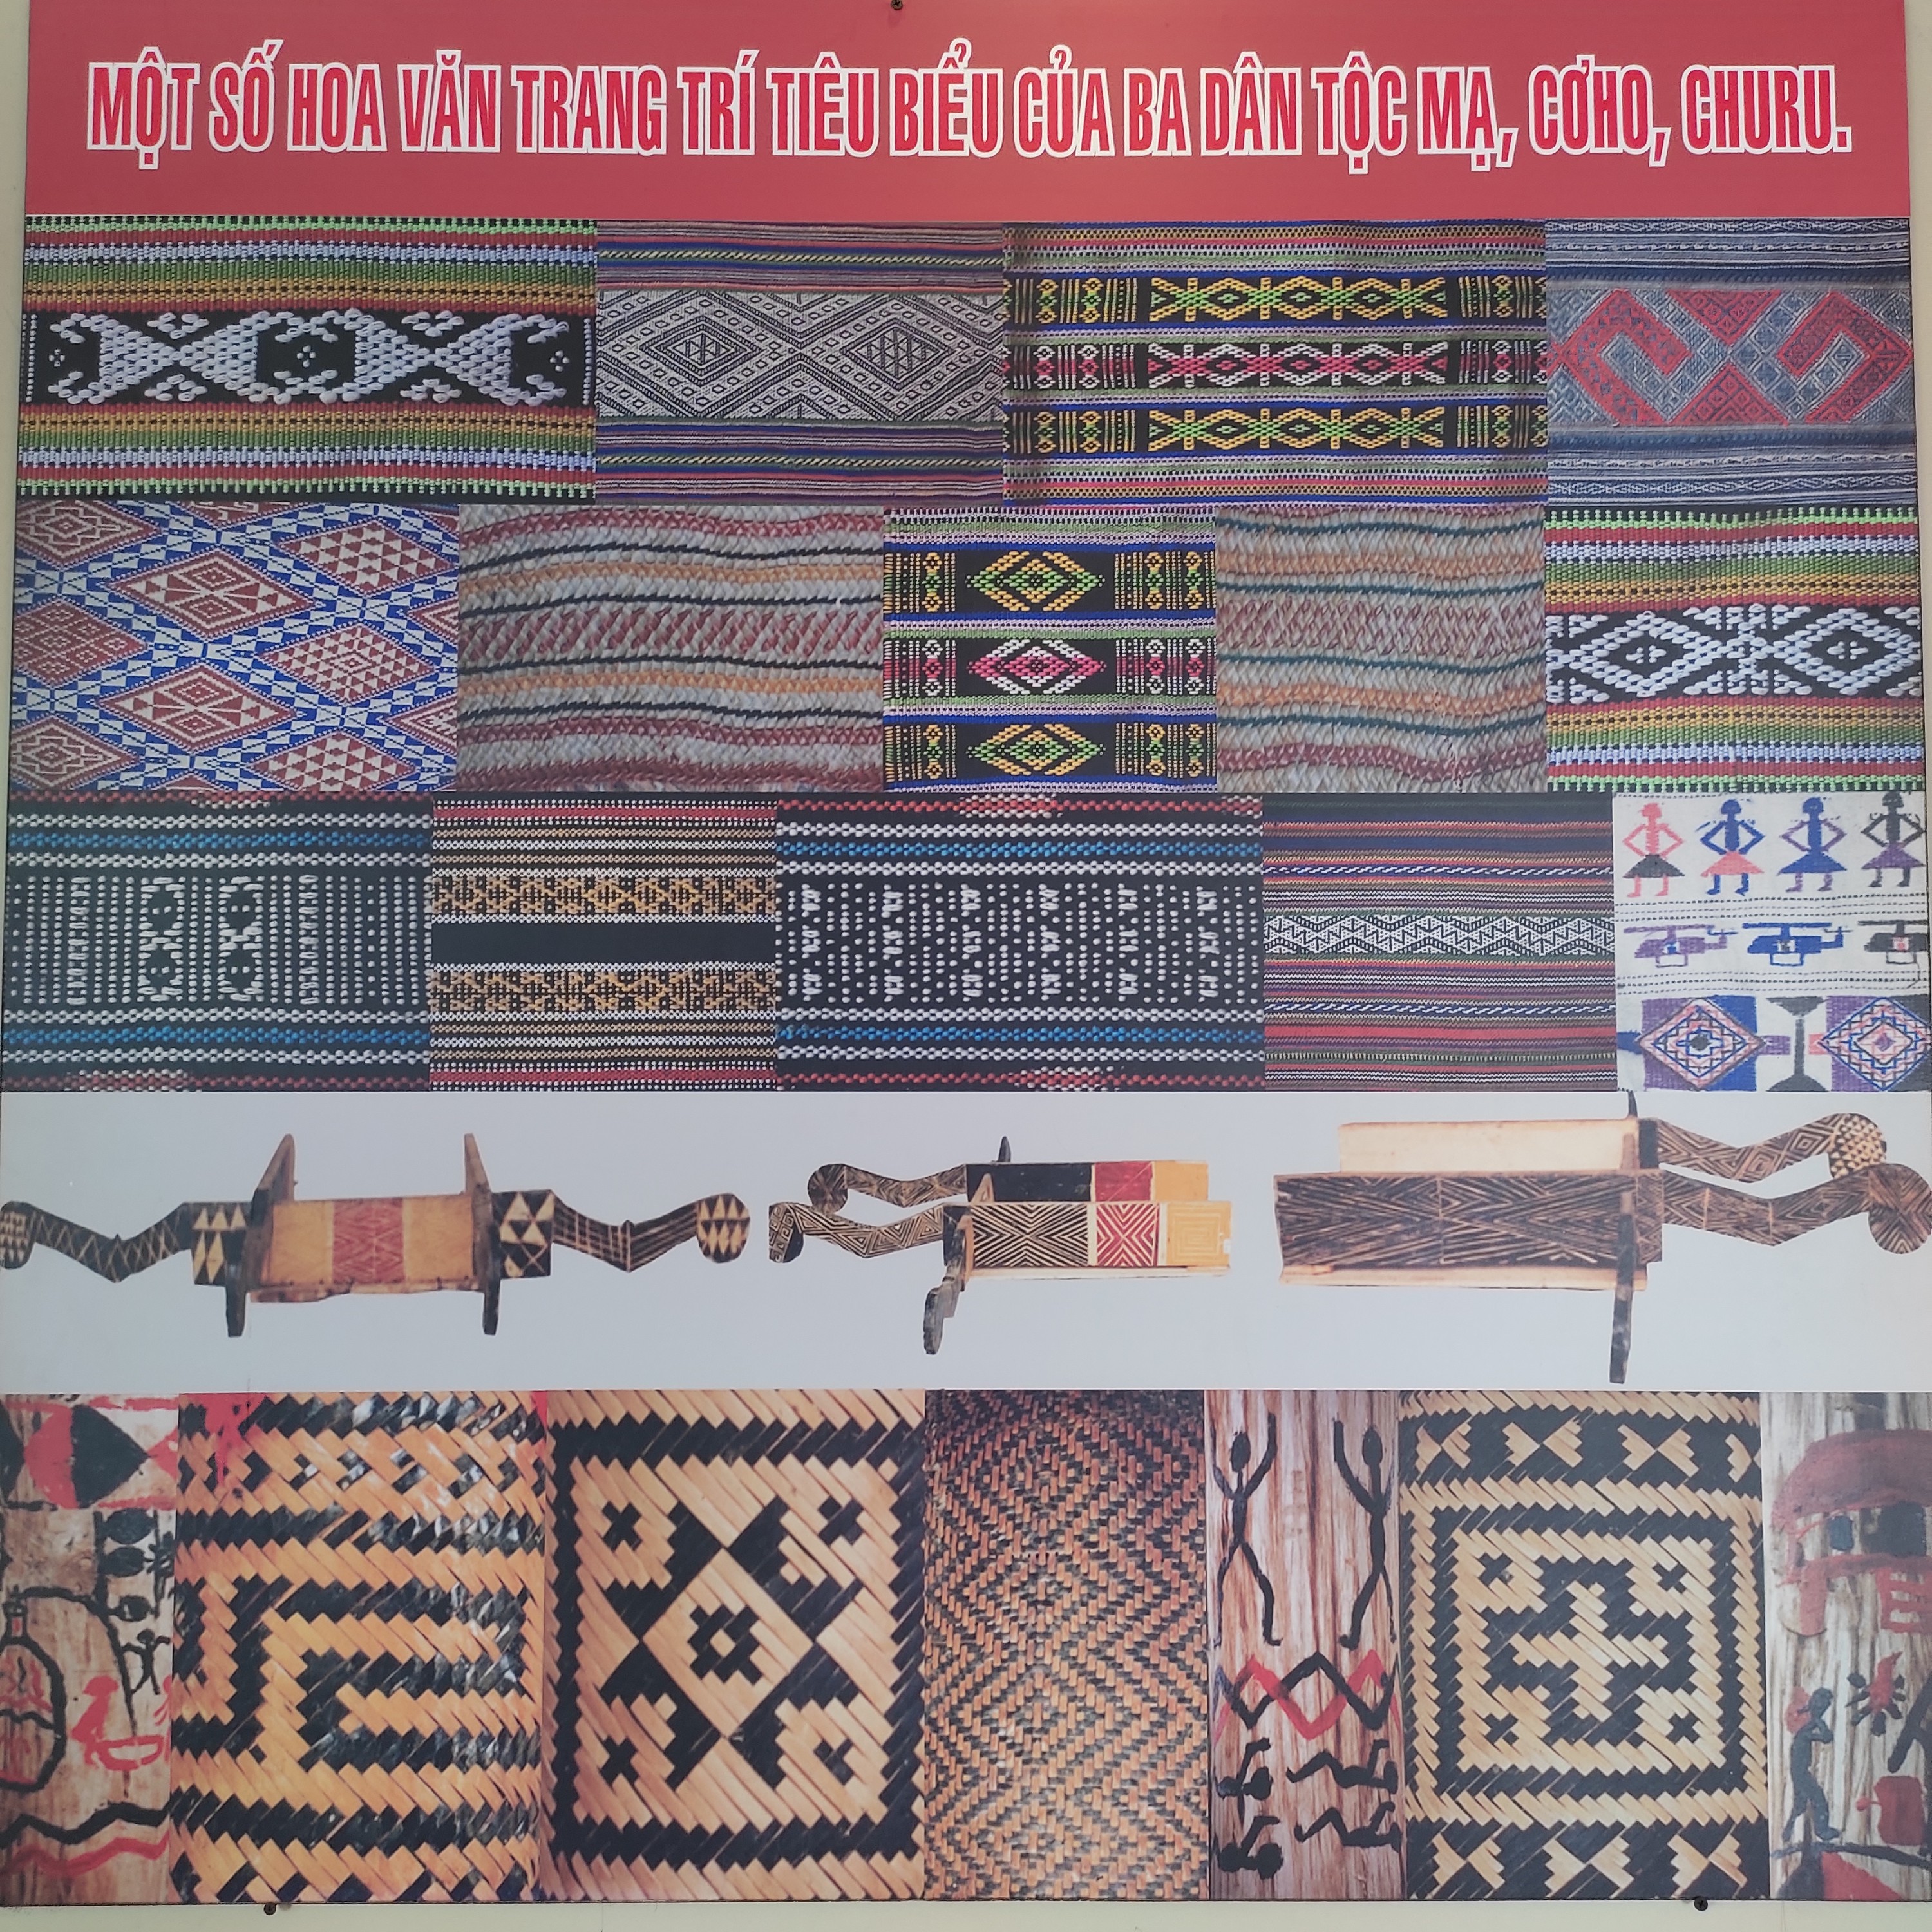 MỘT SỐ HOA VĂN TRANG TRÍ TIÊU BIỂU CỦA BA DÂN TỘC MẠ, CƠHO, CHURU.